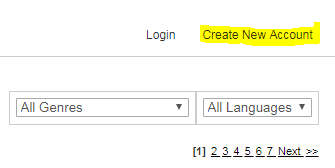 Login Create New Account
All Genres All Languages
[1] 2 3 4 5 6 7 Next >>